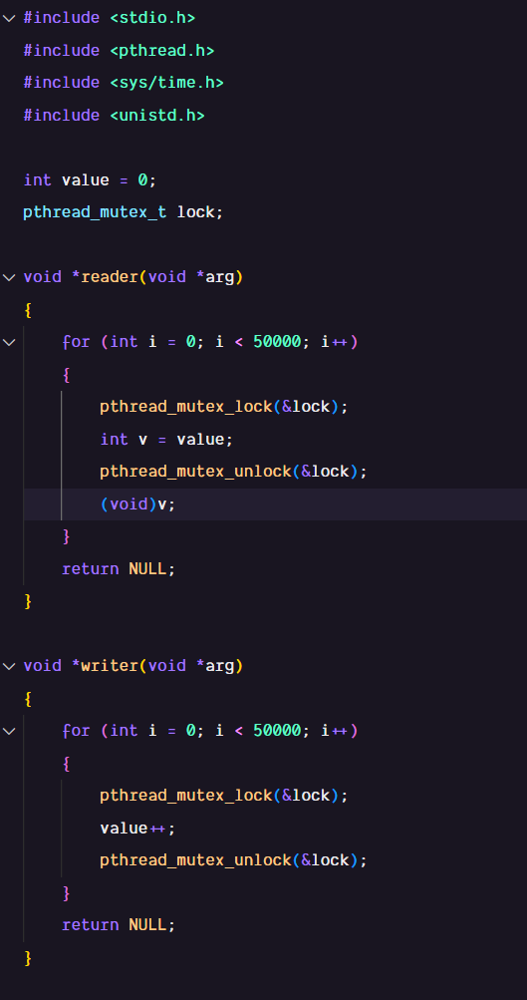 #include <stdio.h>
#include <pthread.h>
#include <sys/time.h>
#include <unistd.h>

int value = 0;
pthread_mutex_t lock;

void *reader(void *arg)
{
    for (int i = 0; i < 50000; i++)
    {
        pthread_mutex_lock(&lock);
        int v = value;
        pthread_mutex_unlock(&lock);
        (void)v;
    }
    return NULL;
}

void *writer(void *arg)
{
    for (int i = 0; i < 50000; i++)
    {
        pthread_mutex_lock(&lock);
        value++;
        pthread_mutex_unlock(&lock);
    }
    return NULL;
}